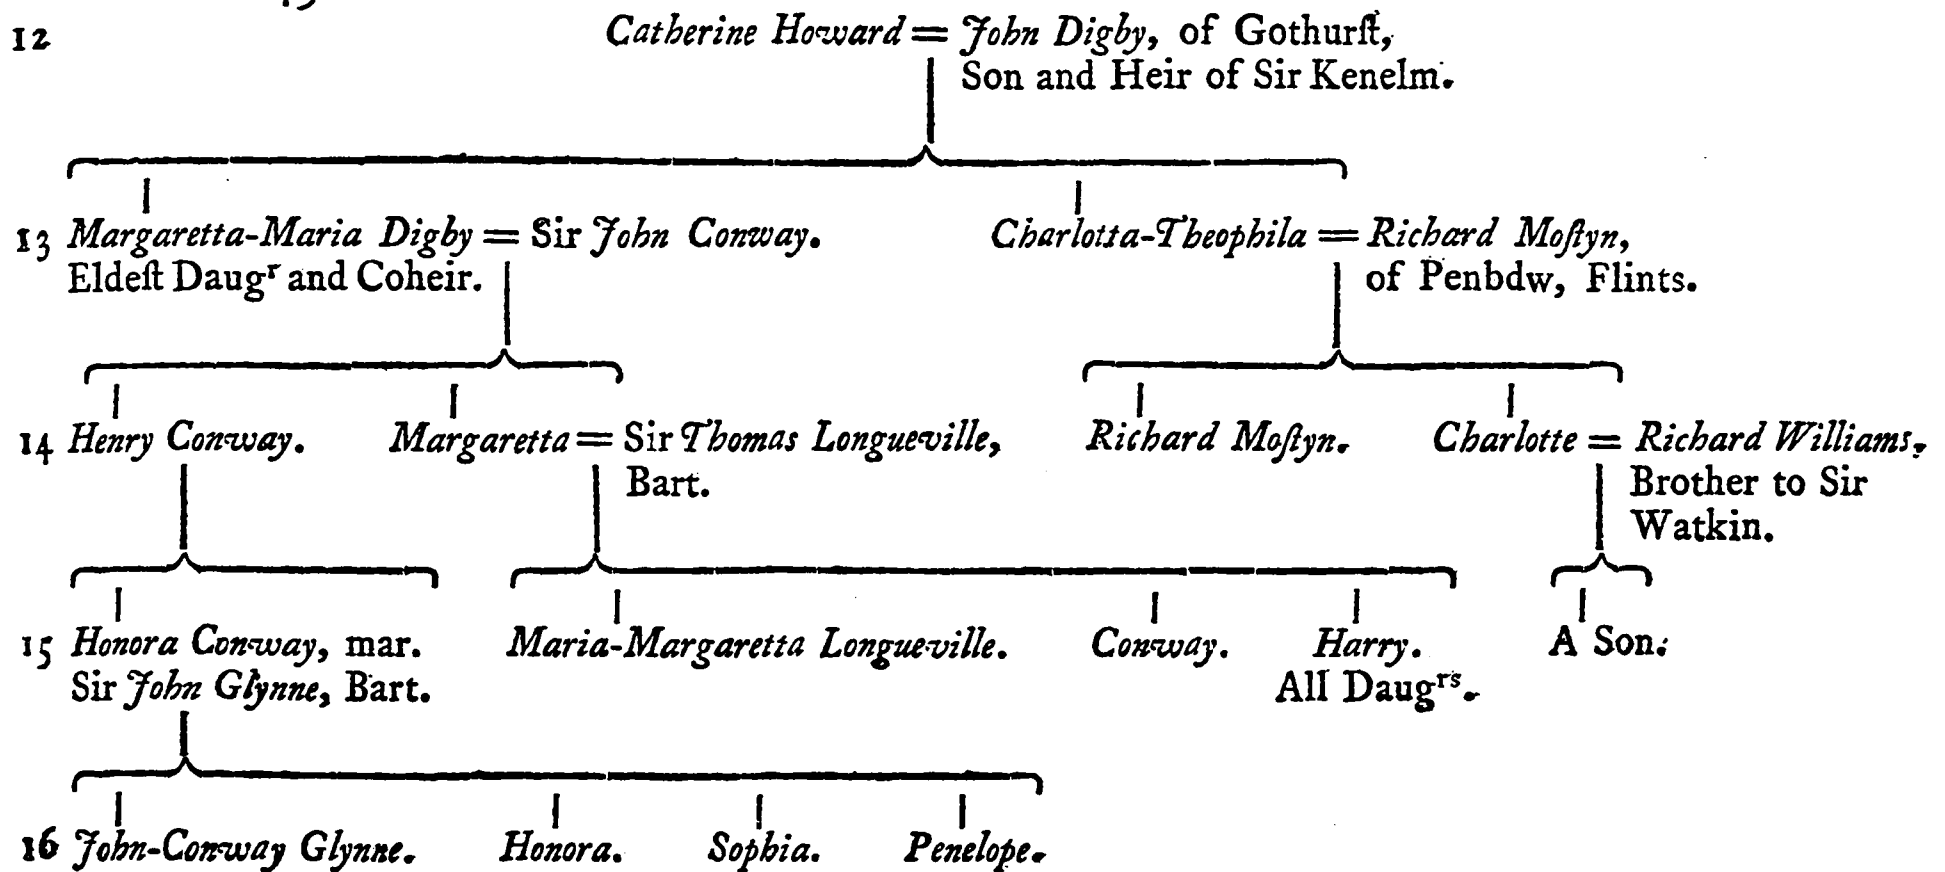 12 Catherine Howard = John Digby, of Gothurſt,
Son and Heir of Sir Kenelm.
13 Margaretta-Maria Digby = Sir John Conway. Charlotta-Theophila = Richard Moſtyn,
Eldeſt Daugʳ and Coheir. of Penbdw, Flints.
14 Henry Conway. Margaretta = Sir Thomas Longueville, Richard Moſtyn. Charlotte = Richard Williams,
Bart. Brother to Sir
Watkin.
15 Honora Conway, mar. Maria-Margaretta Longueville. Conway. Harry. A Son.
Sir John Glynne, Bart. All Daugʳˢ.
16 John-Conway Glynne. Honora. Sophia. Penelope.